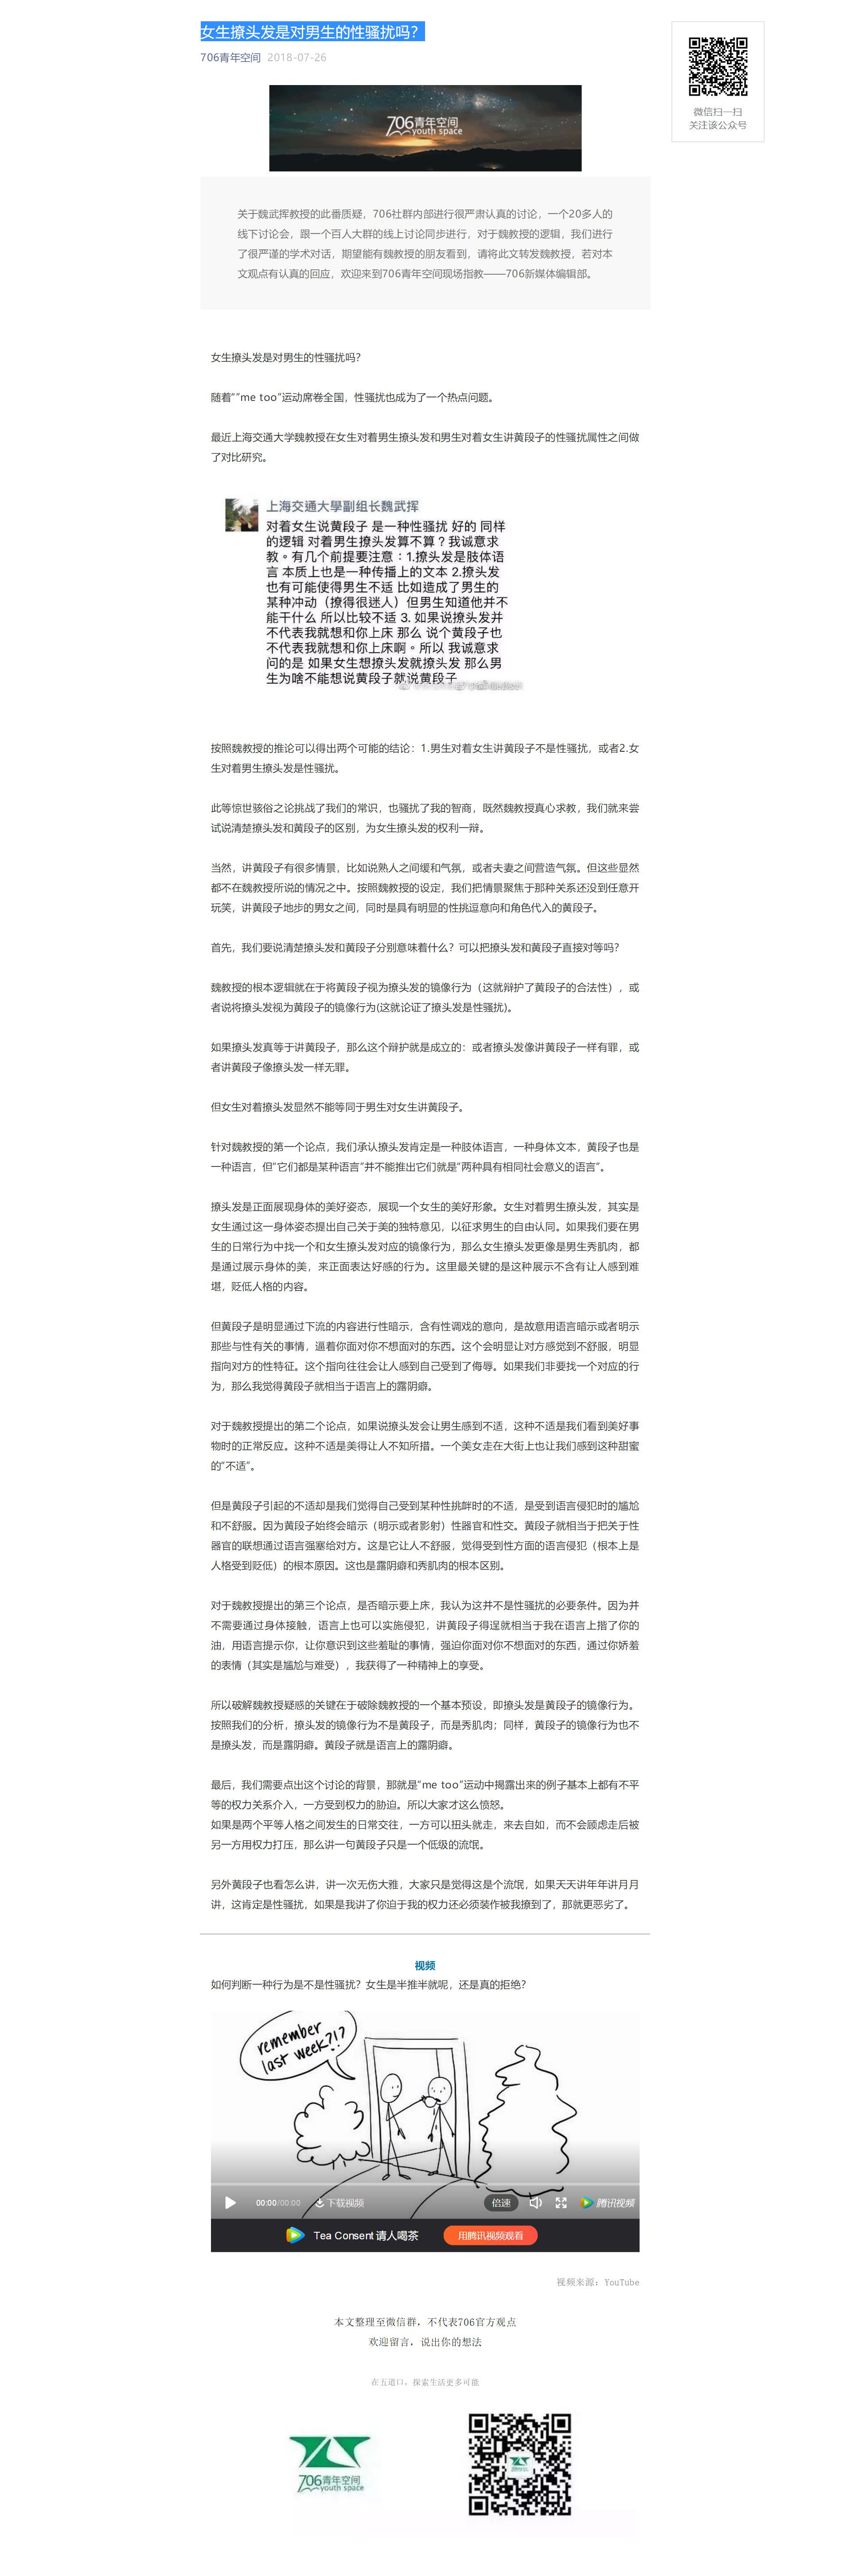 女生撩头发是对男生的性骚扰吗？
706青年空间 2018-07-26
微信扫一扫
关注该公众号
706青年空间
youth space
关于魏武挥教授的此番质疑，706社群内部进行很严肃认真的讨论，一个20多人的
线下讨论会，跟一个百人大群的线上讨论同步进行，对于魏教授的逻辑，我们进行
了很严谨的学术对话，期望能有魏教授的朋友看到，请将此文转发魏教授，若对本
文观点有认真的回应，欢迎来到706青年空间现场指教——706新媒体编辑部。
女生撩头发是对男生的性骚扰吗？
随着“”me too”运动席卷全国，性骚扰也成为了一个热点问题。
最近上海交通大学魏教授在女生对着男生撩头发和男生对着女生讲黄段子的性骚扰属性之间做
了对比研究。
上海交通大學副组长魏武挥
对着女生说黄段子 是一种性骚扰 好的 同样
的逻辑 对着男生撩头发算不算？我诚意求
教。有几个前提要注意：1.撩头发是肢体语
言 本质上也是一种传播上的文本 2.撩头发
也有可能使得男生不适 比如造成了男生的
某种冲动（撩得很迷人）但男生知道他并不
能干什么 所以比较不适 3. 如果说撩头发并
不代表我就想和你上床 那么 说个黄段子也
不代表我就想和你上床啊。所以 我诚意求
问的是 如果女生想撩头发就撩头发 那么男
生为啥不能想说黄段子就说黄段子
按照魏教授的推论可以得出两个可能的结论：1.男生对着女生讲黄段子不是性骚扰，或者2.女
生对着男生撩头发是性骚扰。
此等惊世骇俗之论挑战了我们的常识，也骚扰了我的智商，既然魏教授真心求教，我们就来尝
试说清楚撩头发和黄段子的区别，为女生撩头发的权利一辩。
当然，讲黄段子有很多情景，比如说熟人之间缓和气氛，或者夫妻之间营造气氛。但这些显然
都不在魏教授所说的情况之中。按照魏教授的设定，我们把情景聚焦于那种关系还没到任意开
玩笑，讲黄段子地步的男女之间，同时是具有明显的性挑逗意向和角色代入的黄段子。
首先，我们要说清楚撩头发和黄段子分别意味着什么？可以把撩头发和黄段子直接对等吗？
魏教授的根本逻辑就在于将黄段子视为撩头发的镜像行为（这就辩护了黄段子的合法性），或
者说将撩头发视为黄段子的镜像行为(这就论证了撩头发是性骚扰)。
如果撩头发真等于讲黄段子，那么这个辩护就是成立的：或者撩头发像讲黄段子一样有罪，或
者讲黄段子像撩头发一样无罪。
但女生对着撩头发显然不能等同于男生对女生讲黄段子。
针对魏教授的第一个论点，我们承认撩头发肯定是一种肢体语言，一种身体文本，黄段子也是
一种语言，但“它们都是某种语言”并不能推出它们就是“两种具有相同社会意义的语言”。
撩头发是正面展现身体的美好姿态，展现一个女生的美好形象。女生对着男生撩头发，其实是
女生通过这一身体姿态提出自己关于美的独特意见，以征求男生的自由认同。如果我们要在男
生的日常行为中找一个和女生撩头发对应的镜像行为，那么女生撩头发更像是男生秀肌肉，都
是通过展示身体的美，来正面表达好感的行为。这里最关键的是这种展示不含有让人感到难
堪，贬低人格的内容。
但黄段子是明显通过下流的内容进行性暗示，含有性调戏的意向，是故意用语言暗示或者明示
那些与性有关的事情，逼着你面对你不想面对的东西。这个会明显让对方感觉到不舒服，明显
指向对方的性特征。这个指向往往会让人感到自己受到了侮辱。如果我们非要找一个对应的行
为，那么我觉得黄段子就相当于语言上的露阴癖。
对于魏教授提出的第二个论点，如果说撩头发会让男生感到不适，这种不适是我们看到美好事
物时的正常反应。这种不适是美得让人不知所措。一个美女走在大街上也让我们感到这种甜蜜
的“不适”。
但是黄段子引起的不适却是我们觉得自己受到某种性挑衅时的不适，是受到语言侵犯时的尴尬
和不舒服。因为黄段子始终会暗示（明示或者影射）性器官和性交。黄段子就相当于把关于性
器官的联想通过语言强塞给对方。这是它让人不舒服，觉得受到性方面的语言侵犯（根本上是
人格受到贬低）的根本原因。这也是露阴癖和秀肌肉的根本区别。
对于魏教授提出的第三个论点，是否暗示要上床，我认为这并不是性骚扰的必要条件。因为并
不需要通过身体接触，语言上也可以实施侵犯，讲黄段子得逞就相当于我在语言上揩了你的
油，用语言提示你，让你意识到这些羞耻的事情，强迫你面对你不想面对的东西，通过你娇羞
的表情（其实是尴尬与难受），我获得了一种精神上的享受。
所以破解魏教授疑惑的关键在于破除魏教授的一个基本预设，即撩头发是黄段子的镜像行为。
按照我们的分析，撩头发的镜像行为不是黄段子，而是秀肌肉；同样，黄段子的镜像行为也不
是撩头发，而是露阴癖。黄段子就是语言上的露阴癖。
最后，我们需要点出这个讨论的背景，那就是“me too”运动中揭露出来的例子基本上都有不平
等的权力关系介入，一方受到权力的胁迫。所以大家才这么愤怒。
如果是两个平等人格之间发生的日常交往，一方可以扭头就走，来去自如，而不会顾虑走后被
另一方用权力打压，那么讲一句黄段子只是一个低级的流氓。
另外黄段子也看怎么讲，讲一次无伤大雅，大家只是觉得这是个流氓，如果天天讲年年讲月月
讲，这肯定是性骚扰，如果是我讲了你迫于我的权力还必须装作被我撩到了，那就更恶劣了。
视频
如何判断一种行为是不是性骚扰？女生是半推半就呢，还是真的拒绝？
remember
last week?!?
00:00/00:00 下载视频 倍速 腾讯视频
Tea Consent 请人喝茶 用腾讯视频观看
视频来源：YouTube
本文整理至微信群，不代表706官方观点
欢迎留言，说出你的想法
在五道口，探索生活更多可能
706青年空间
youth space